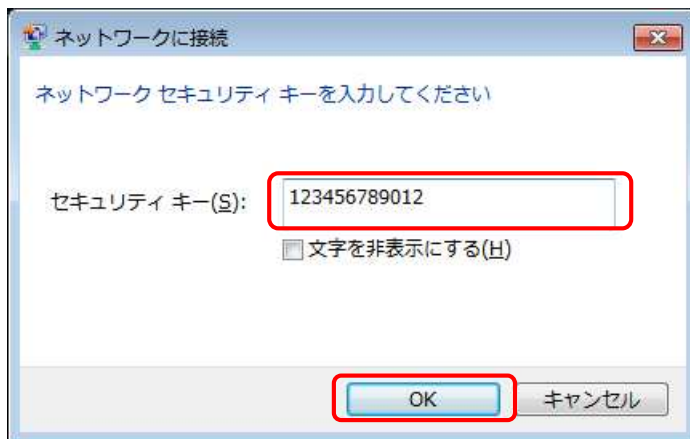 ネットワークに接続
ネットワーク セキュリティ キーを入力してください
セキュリティ キー(S): 123456789012
文字を非表示にする(H)
OK キャンセル